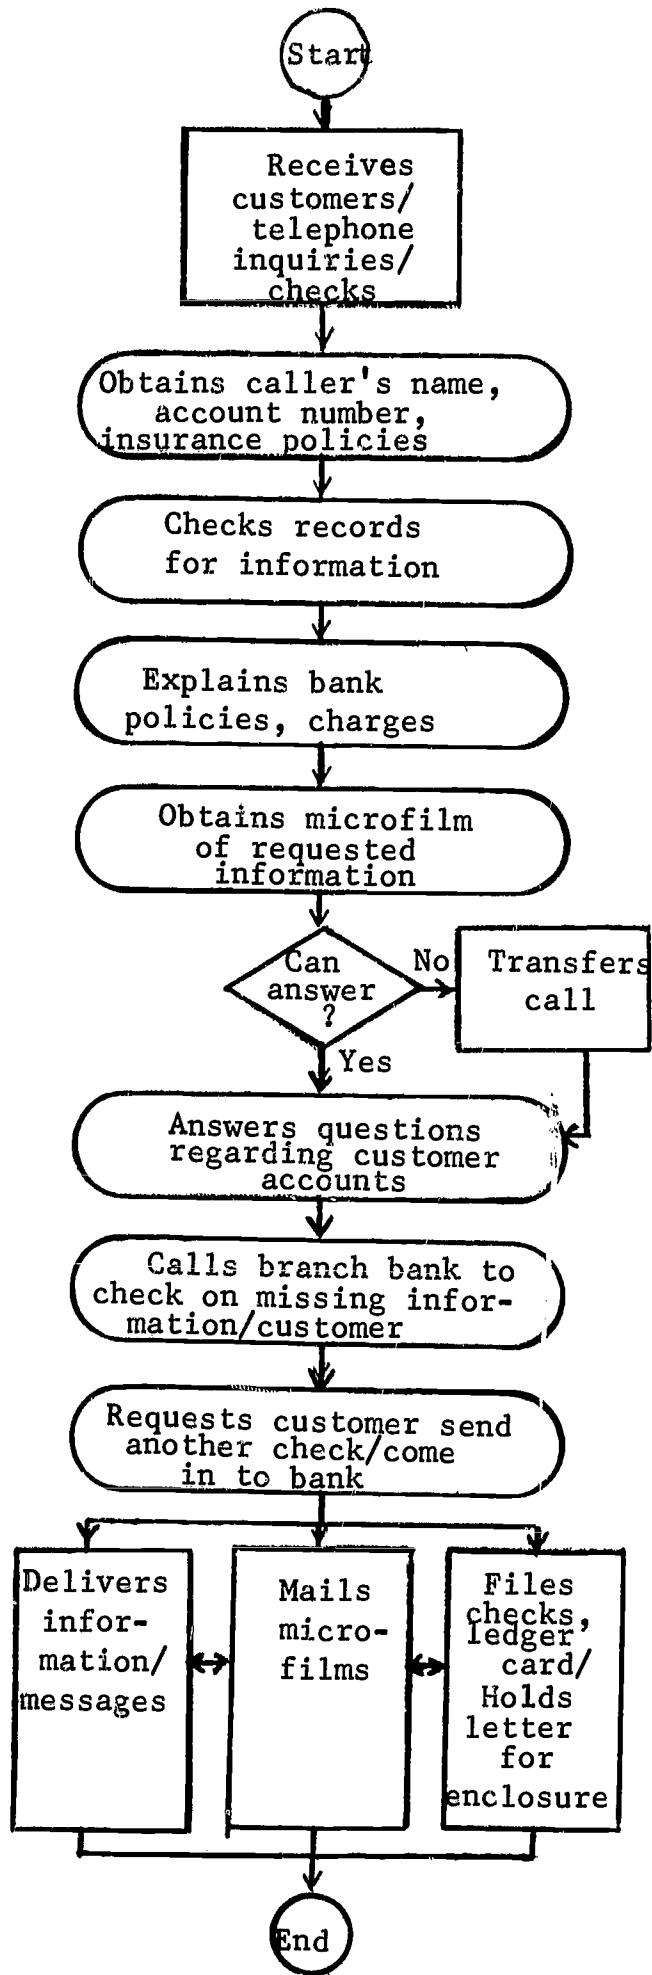 Start
Receives
customers/
telephone
inquiries/
checks
Obtains caller's name,
account number,
insurance policies
Checks records
for information
Explains bank
policies, charges
Obtains microfilm
of requested
information
Can
answer
?
No
Transfers
call
Yes
Answers questions
regarding customer
accounts
Calls branch bank to
check on missing infor-
mation/customer
Requests customer send
another check/come
in to bank
Delivers
infor-
mation/
messages
Mails
micro-
films
Files
checks,
ledger
card/
Holds
letter
for
enclosure
End